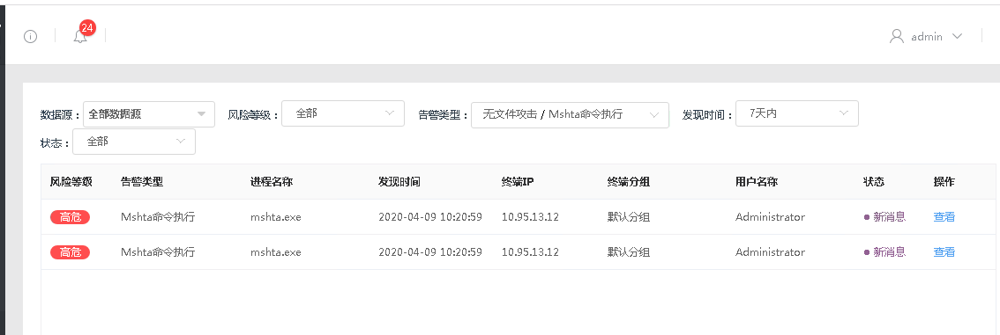 24 admin
数据源： 全部数据源 风险等级： 全部 告警类型： 无文件攻击 / Mshta命令执行 发现时间： 7天内
状态： 全部
风险等级 告警类型 进程名称 发现时间 终端IP 终端分组 用户名称 状态 操作
高危 Mshta命令执行 mshta.exe 2020-04-09 10:20:59 10.95.13.12 默认分组 Administrator 新消息 查看
高危 Mshta命令执行 mshta.exe 2020-04-09 10:20:59 10.95.13.12 默认分组 Administrator 新消息 查看